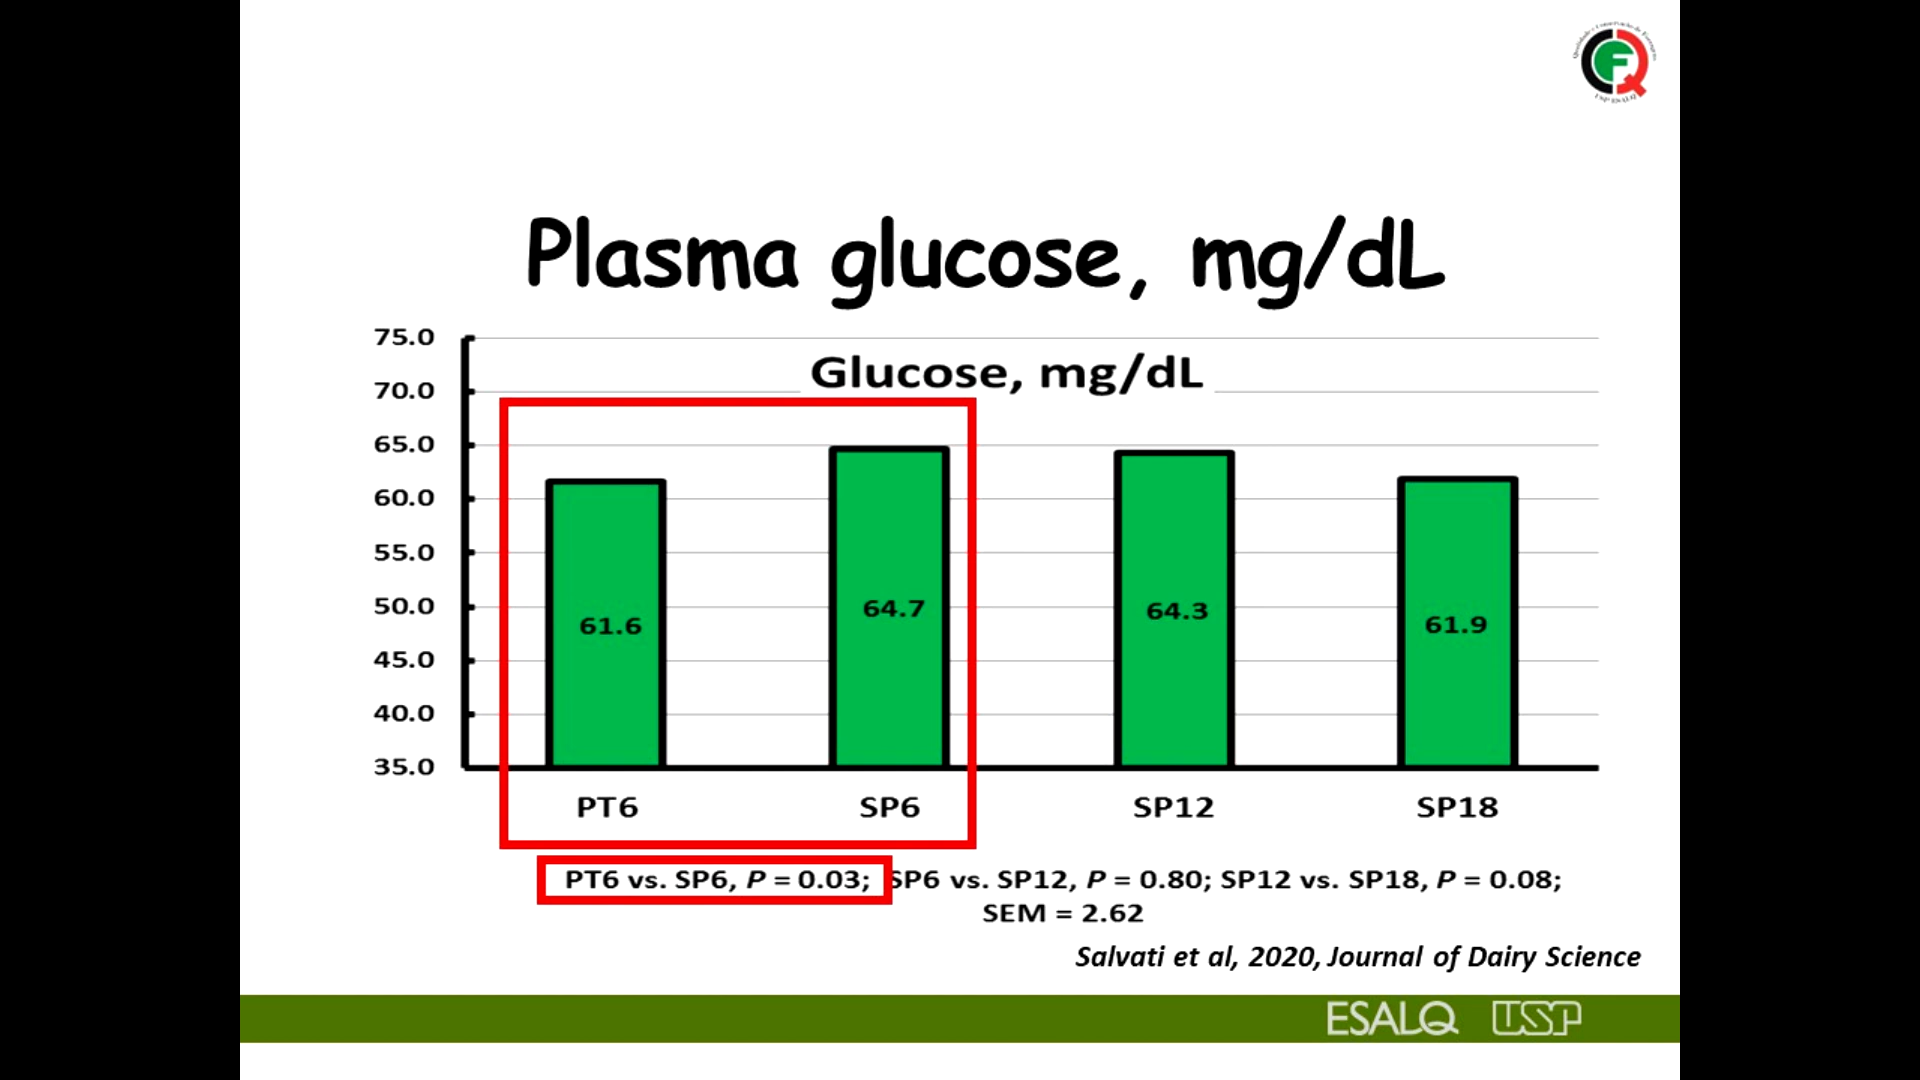 Plasma glucose, mg/dL
Glucose, mg/dL
75.0
70.0
65.0
60.0
55.0
50.0
45.0
40.0
35.0
61.6
64.7
64.3
61.9
PT6 SP6 SP12 SP18
PT6 vs. SP6, P = 0.03; SP6 vs. SP12, P = 0.80; SP12 vs. SP18, P = 0.08;
SEM = 2.62
Salvati et al, 2020, Journal of Dairy Science
ESALQ USP